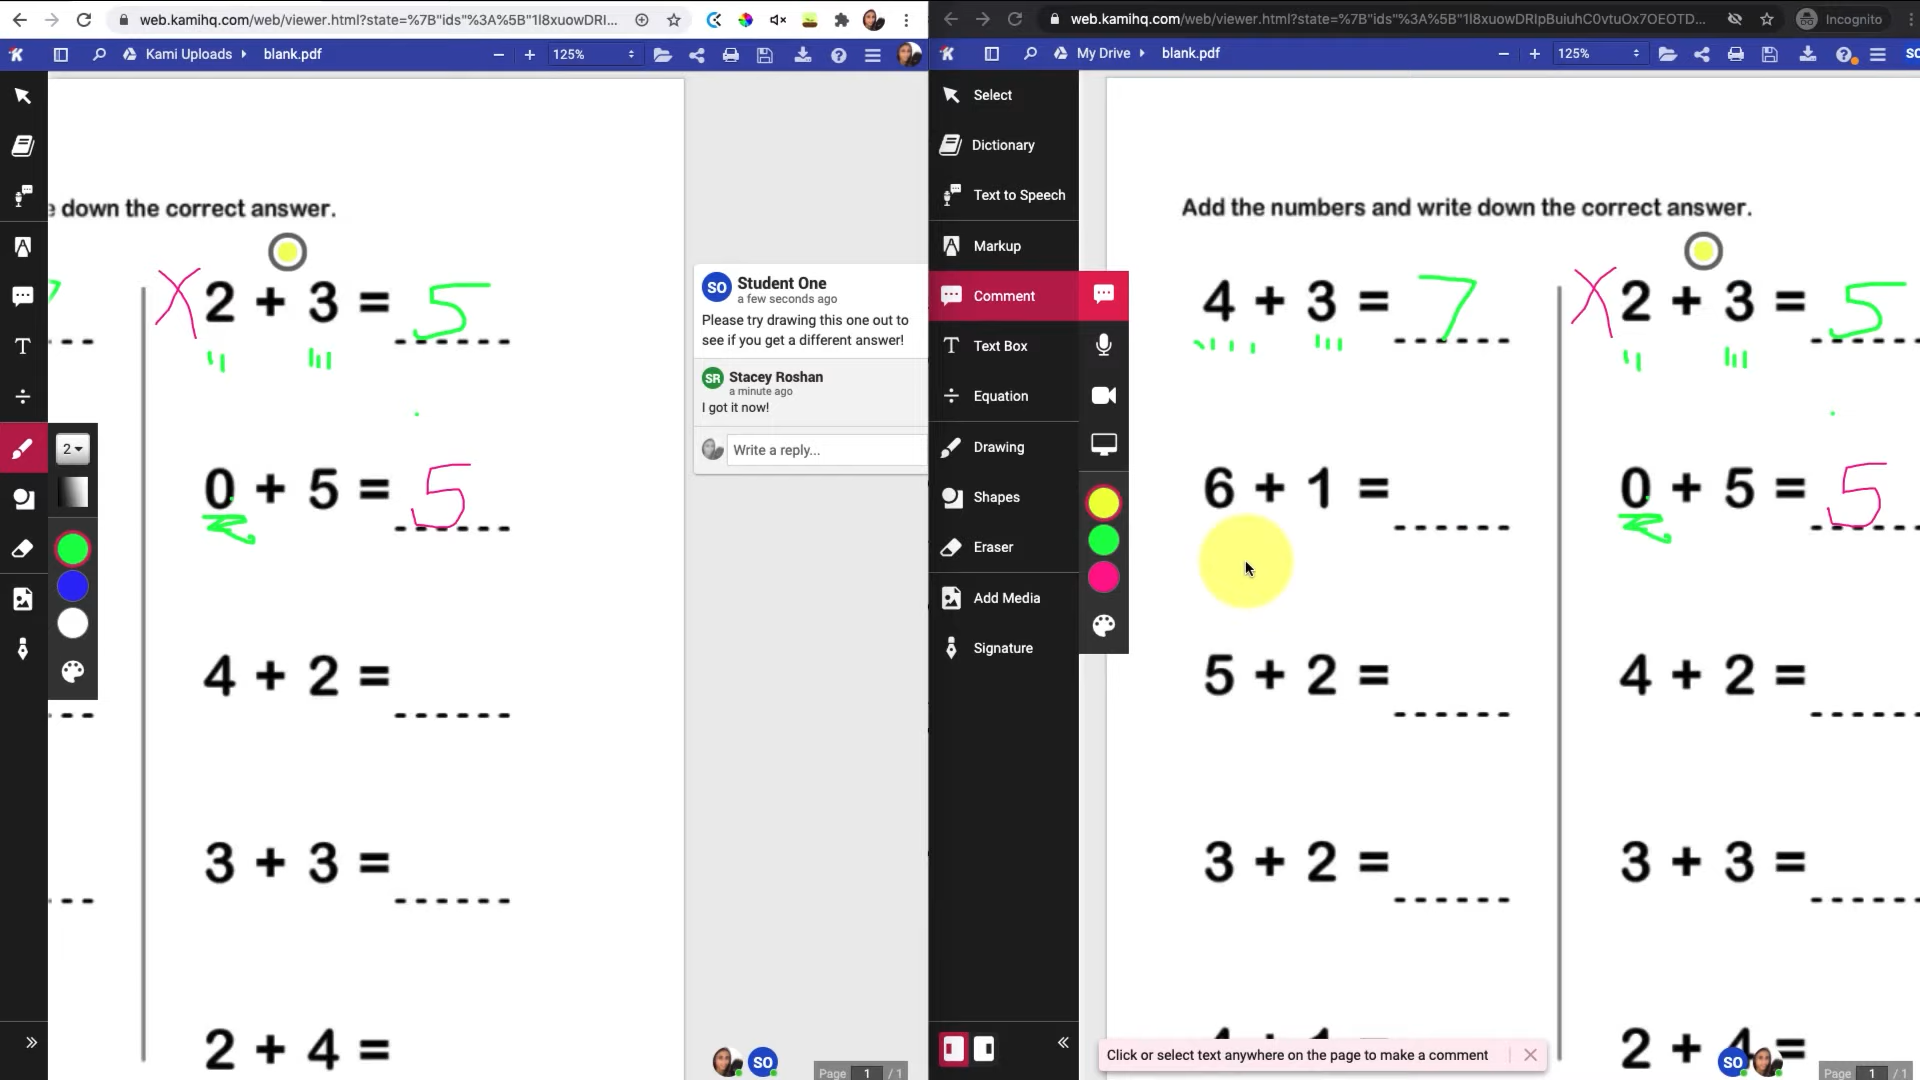 web.kamihq.com/web/viewer.html?state=%7B"ids"%3A%5B"1I8xuowDRI...
Kami Uploads
blank.pdf
125%
e down the correct answer.
X 2 + 3 = 5
0 + 5 = 5
4 + 2 =
3 + 3 =
2 + 4 =
2
Student One
a few seconds ago
Please try drawing this one out to
see if you get a different answer!
SR
Stacey Roshan
a minute ago
I got it now!
Write a reply...
SO
Page 1 / 1
web.kamihq.com/web/viewer.html?state=%7B"ids"%3A%5B"1I8xuowDRIpBuiuhC0vtuOx7OEOTD...
Incognito
My Drive
blank.pdf
125%
Select
Dictionary
Text to Speech
Markup
Comment
Text Box
Equation
Drawing
Shapes
Eraser
Add Media
Signature
Add the numbers and write down the correct answer.
4 + 3 = 7
X 2 + 3 = 5
6 + 1 =
0 + 5 = 5
5 + 2 =
4 + 2 =
3 + 2 =
3 + 3 =
2 + 4 =
Click or select text anywhere on the page to make a comment
SO
Page 1 / 1